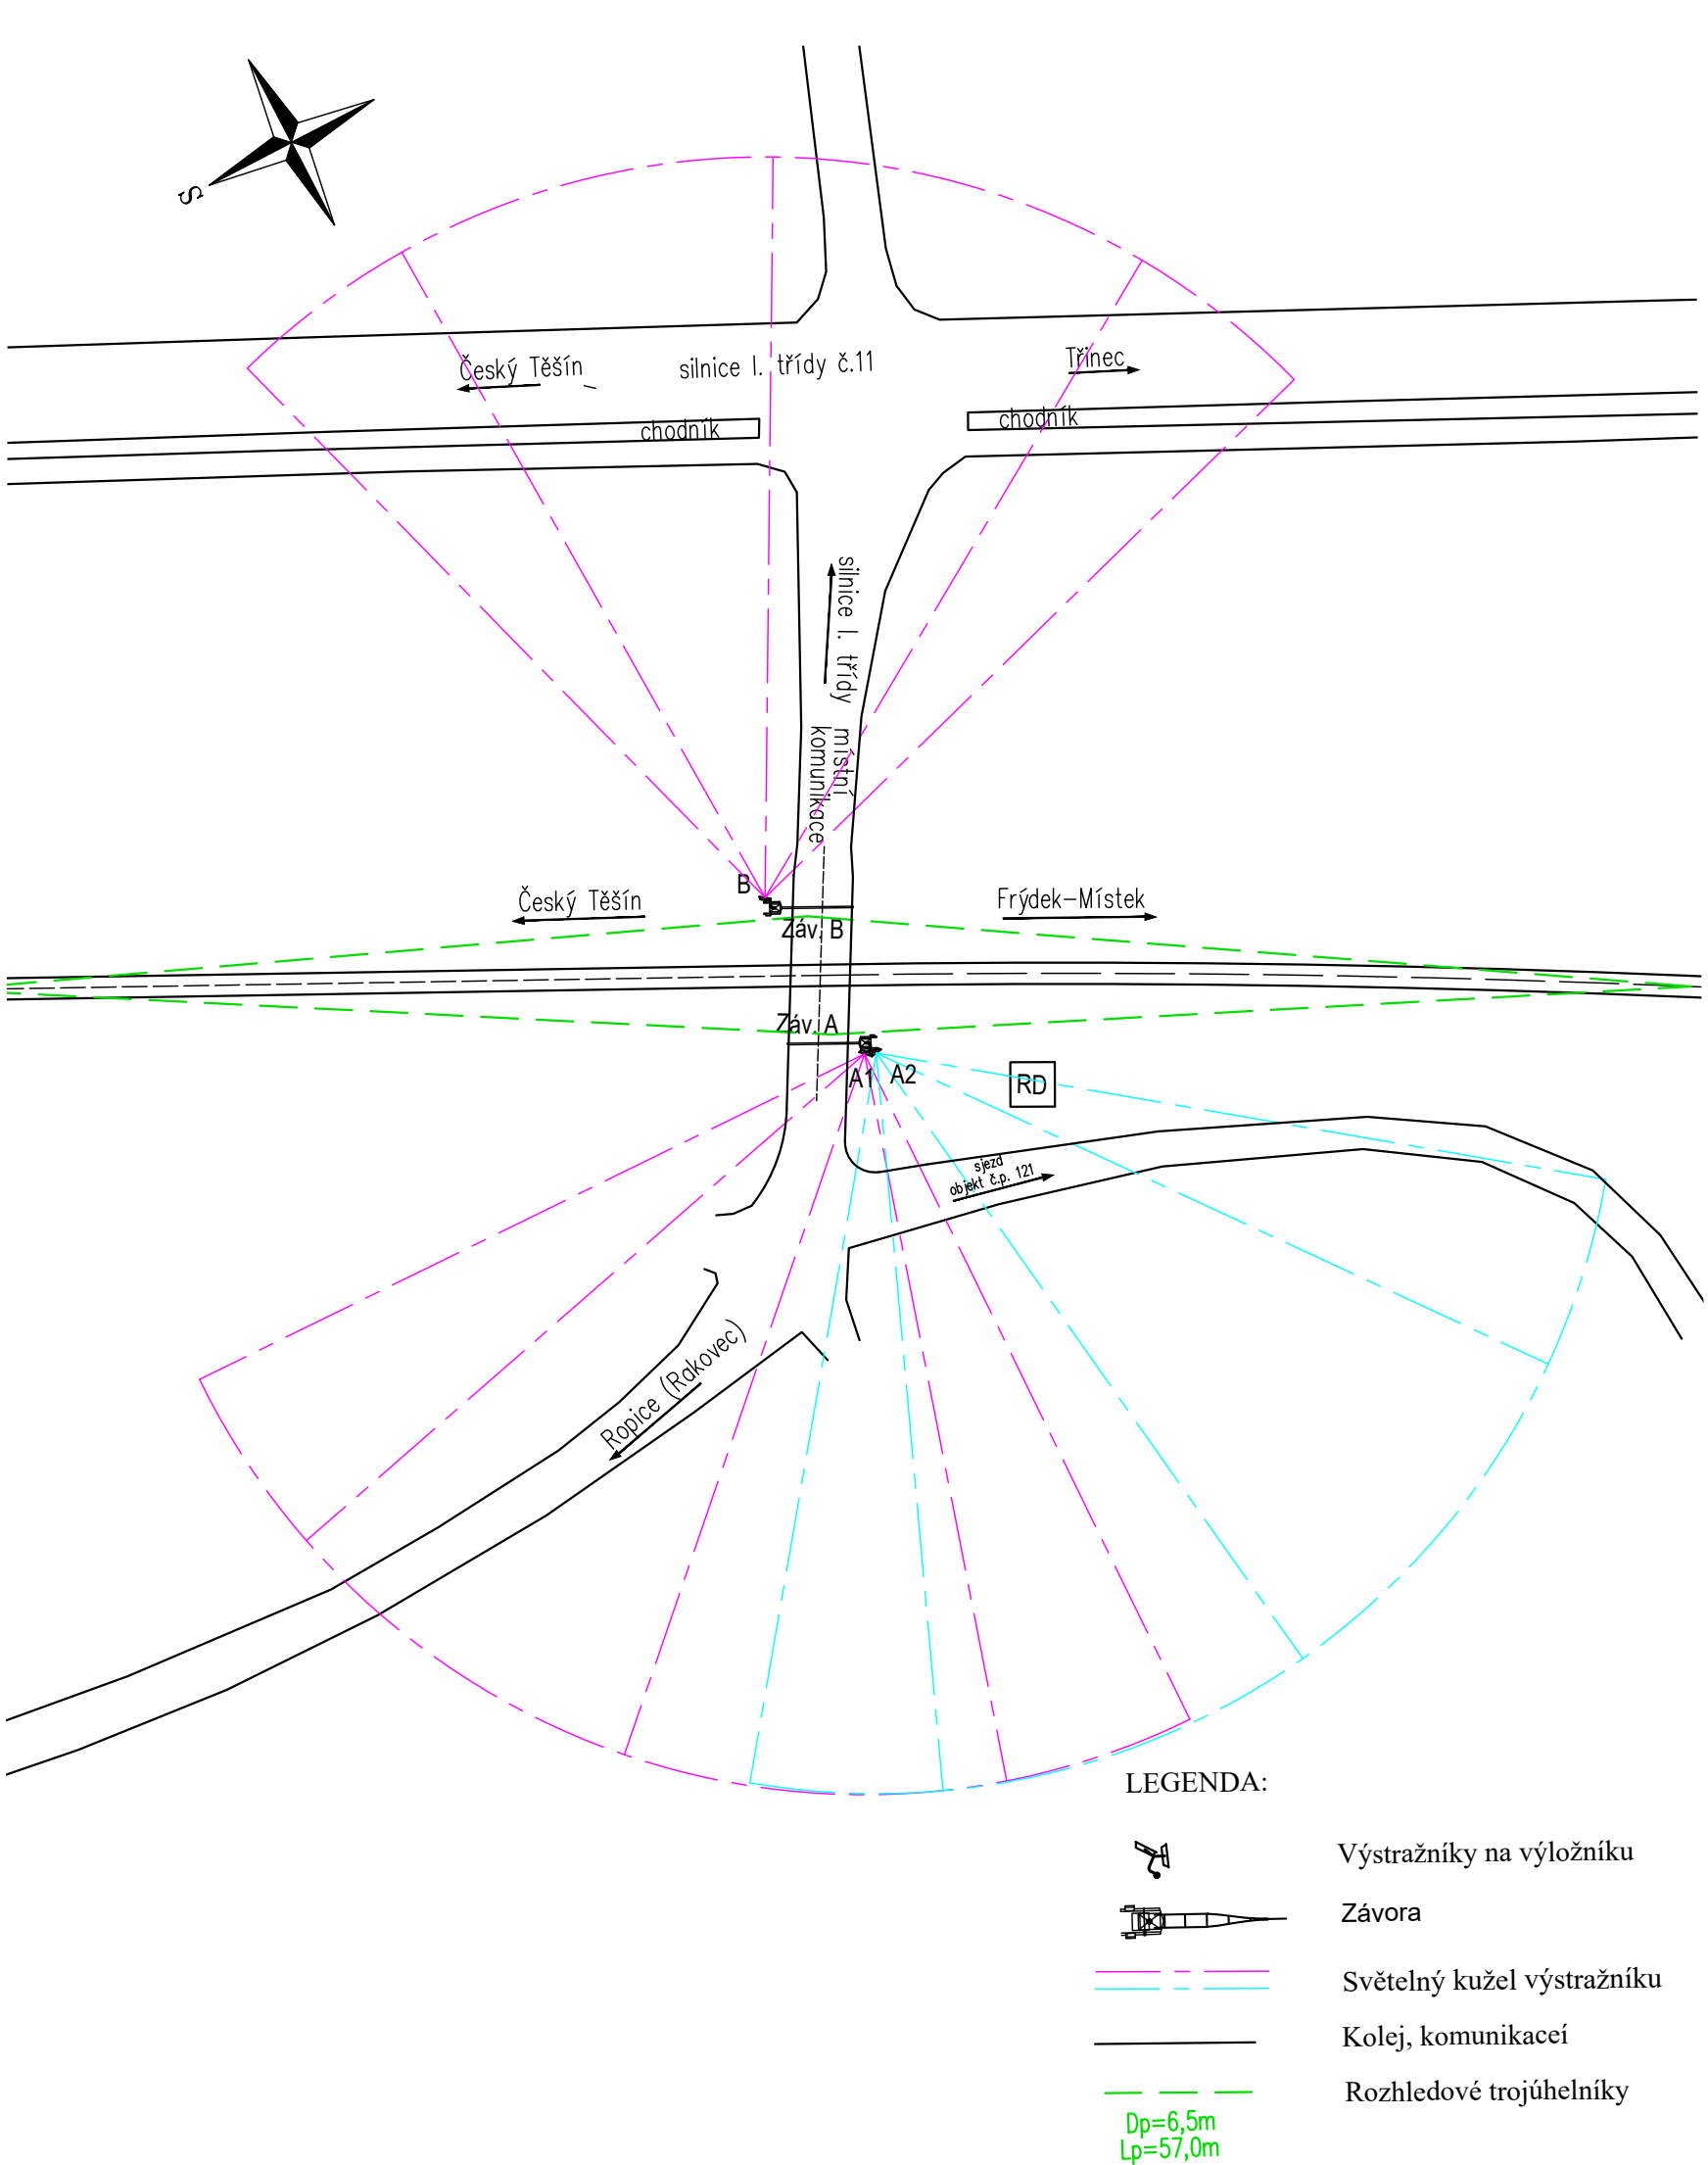 S
Český Těšín
silnice I. třídy č.11
Třinec
chodník
chodník
silnice I. třídy
místní
komunikace
B
Český Těšín
Frýdek-Místek
Záv. B
Záv. A
A1
A2
RD
sjezd
objekt č.p. 121
Ropice (Rakovec)
LEGENDA:
Výstražníky na výložníku
Závora
Světelný kužel výstražníku
Kolej, komunikaceí
Rozhledové trojúhelníky
Dp=6,5m
Lp=57,0m